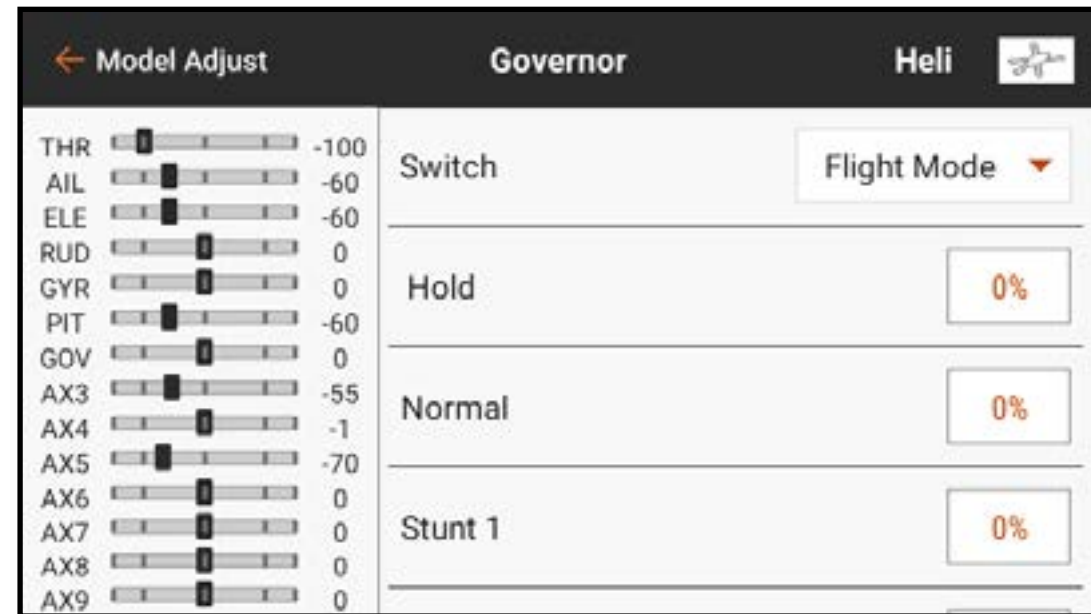 ← Model Adjust Governor Heli
THR -100
AIL -60
ELE -60
RUD 0
GYR 0
PIT -60
GOV 0
AX3 -55
AX4 -1
AX5 -70
AX6 0
AX7 0
AX8 0
AX9 0
Switch Flight Mode
Hold 0%
Normal 0%
Stunt 1 0%